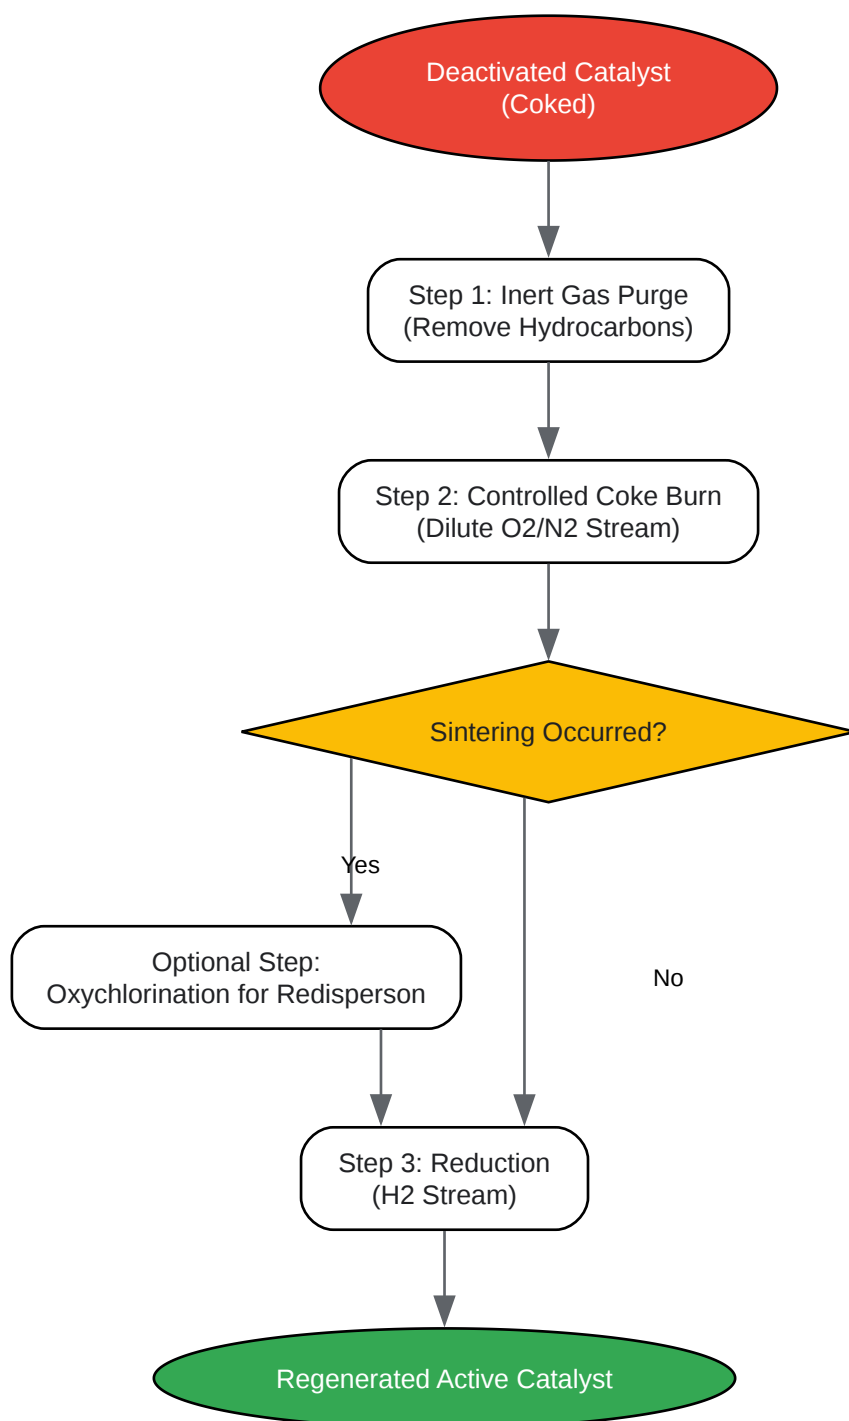 Deactivated Catalyst
(Coked)
Step 1: Inert Gas Purge
(Remove Hydrocarbons)
Step 2: Controlled Coke Burn
(Dilute O2/N2 Stream)
Sintering Occurred?
Yes
Optional Step:
Oxychlorination for Redisperson
No
Step 3: Reduction
(H2 Stream)
Regenerated Active Catalyst